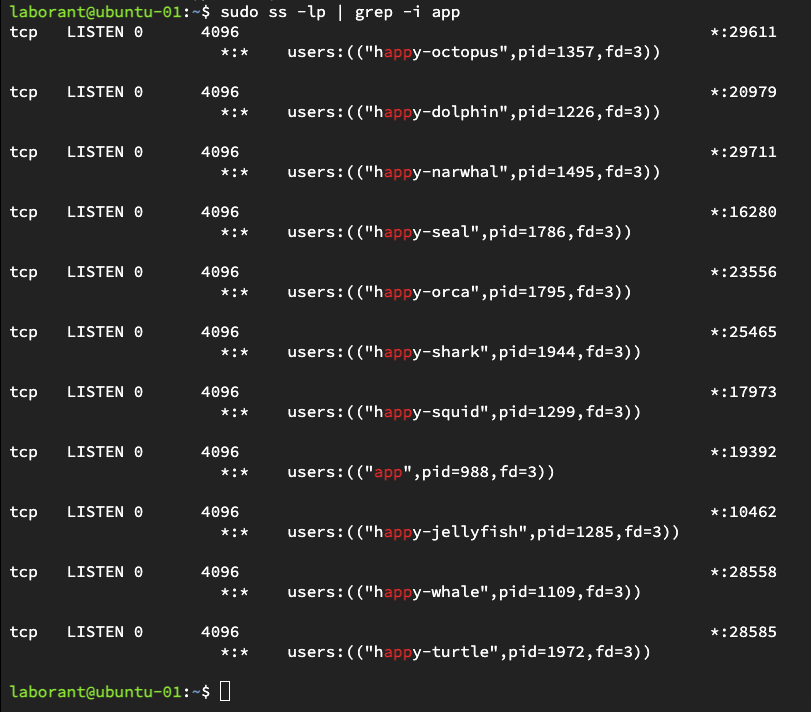 laborant@ubuntu-01:~$ sudo ss -lp | grep -i app
tcp   LISTEN 0      4096                                                 *:29611
                      *:*    users:(("happy-octopus",pid=1357,fd=3))
tcp   LISTEN 0      4096                                                 *:20979
                      *:*    users:(("happy-dolphin",pid=1226,fd=3))
tcp   LISTEN 0      4096                                                 *:29711
                      *:*    users:(("happy-narwhal",pid=1495,fd=3))
tcp   LISTEN 0      4096                                                 *:16280
                      *:*    users:(("happy-seal",pid=1786,fd=3))
tcp   LISTEN 0      4096                                                 *:23556
                      *:*    users:(("happy-orca",pid=1795,fd=3))
tcp   LISTEN 0      4096                                                 *:25465
                      *:*    users:(("happy-shark",pid=1944,fd=3))
tcp   LISTEN 0      4096                                                 *:17973
                      *:*    users:(("happy-squid",pid=1299,fd=3))
tcp   LISTEN 0      4096                                                 *:19392
                      *:*    users:(("app",pid=988,fd=3))
tcp   LISTEN 0      4096                                                 *:10462
                      *:*    users:(("happy-jellyfish",pid=1285,fd=3))
tcp   LISTEN 0      4096                                                 *:28558
                      *:*    users:(("happy-whale",pid=1109,fd=3))
tcp   LISTEN 0      4096                                                 *:28585
                      *:*    users:(("happy-turtle",pid=1972,fd=3))
laborant@ubuntu-01:~$